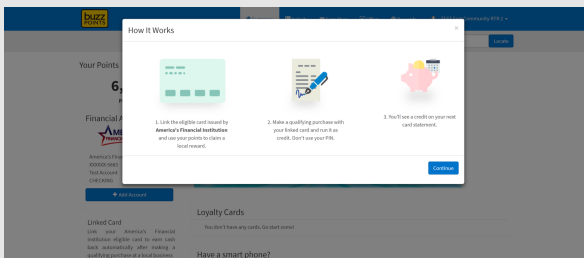 buzz
POINTS
How It Works
×
Locate
Your Points
6,
1. Link the eligible card issued by
America's Financial Institution
and use your points to claim a
local reward.
2. Make a qualifying purchase with
your linked card and run it as
credit. Don't use your PIN.
3. You'll see a credit on your next
card statement.
Continue
Financial A
AME
FINANC
America's Finan
Test Account
CHECKING
+ Add Account
Loyalty Cards
You don't have any cards. Go start some!
Linked Card
Link your America's Financial
Institution eligible card to earn cash
back automatically after making a
qualifying purchase at a local business
Have a smart phone?